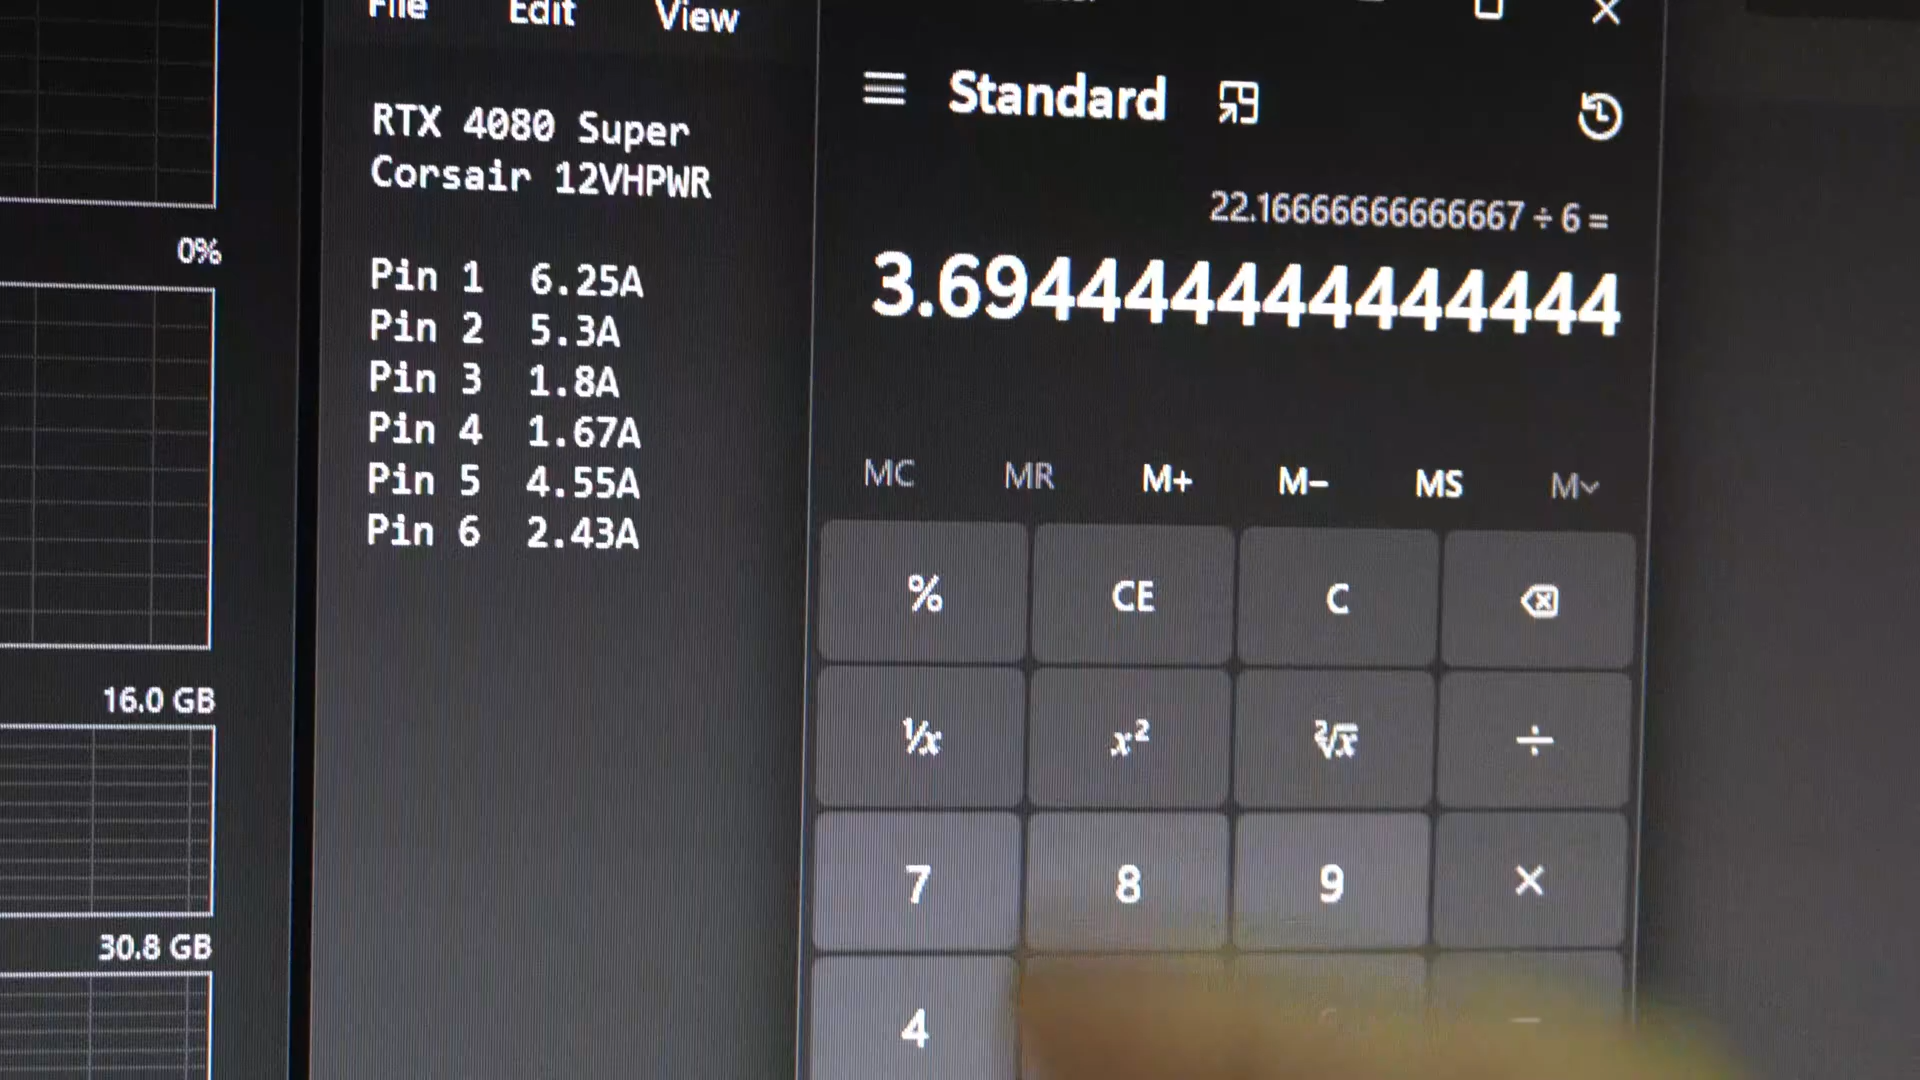 File Edit View
RTX 4080 Super
Corsair 12VHPWR
Pin 1 6.25A
Pin 2 5.3A
Pin 3 1.8A
Pin 4 1.67A
Pin 5 4.55A
Pin 6 2.43A
0%
16.0 GB
30.8 GB
Standard
22.16666666666667 ÷ 6 =
3.694444444444444
MC MR M+ M− MS M˅
% CE C
⅟x x² ²√x ÷
7 8 9 ×
4